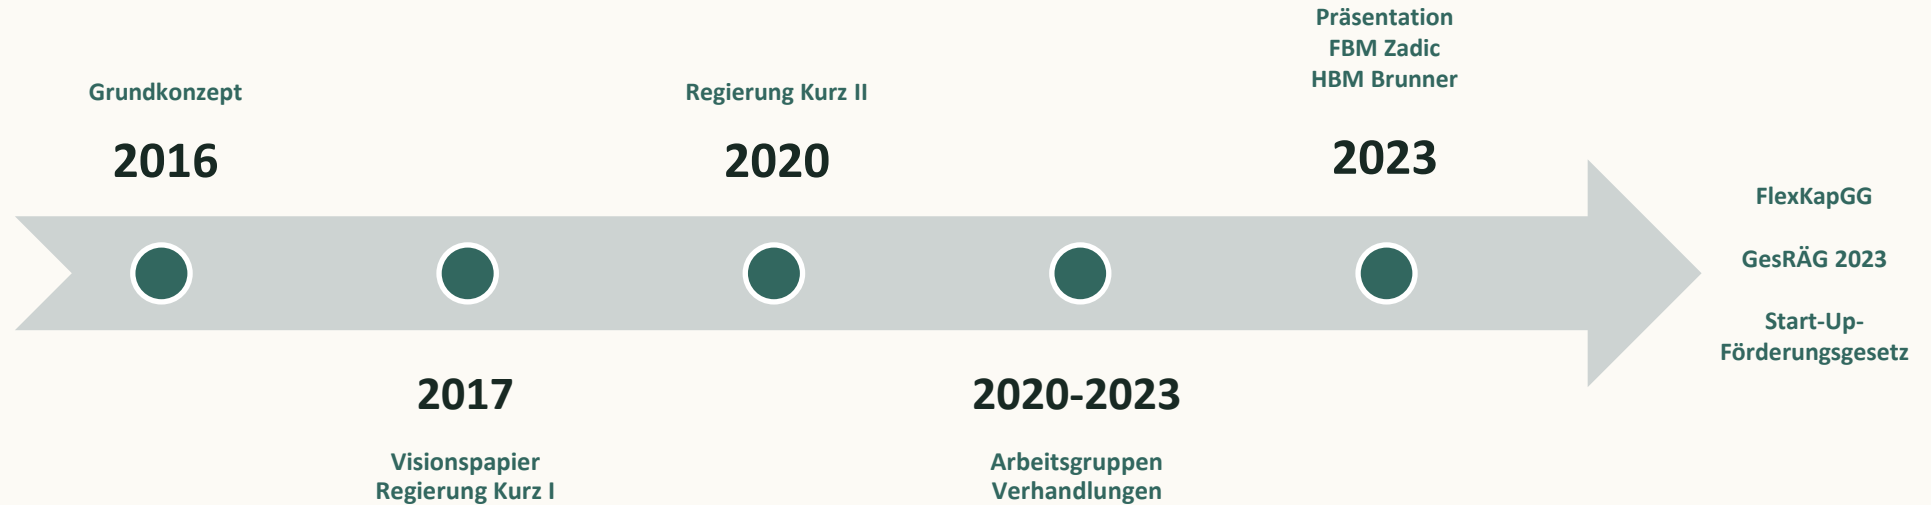 Grundkonzept
2016
2017
Visionspapier
Regierung Kurz I
Regierung Kurz II
2020
2020-2023
Arbeitsgruppen
Verhandlungen
Präsentation
FBM Zadic
HBM Brunner
2023
FlexKapGG
GesRÄG 2023
Start-Up-
Förderungsgesetz